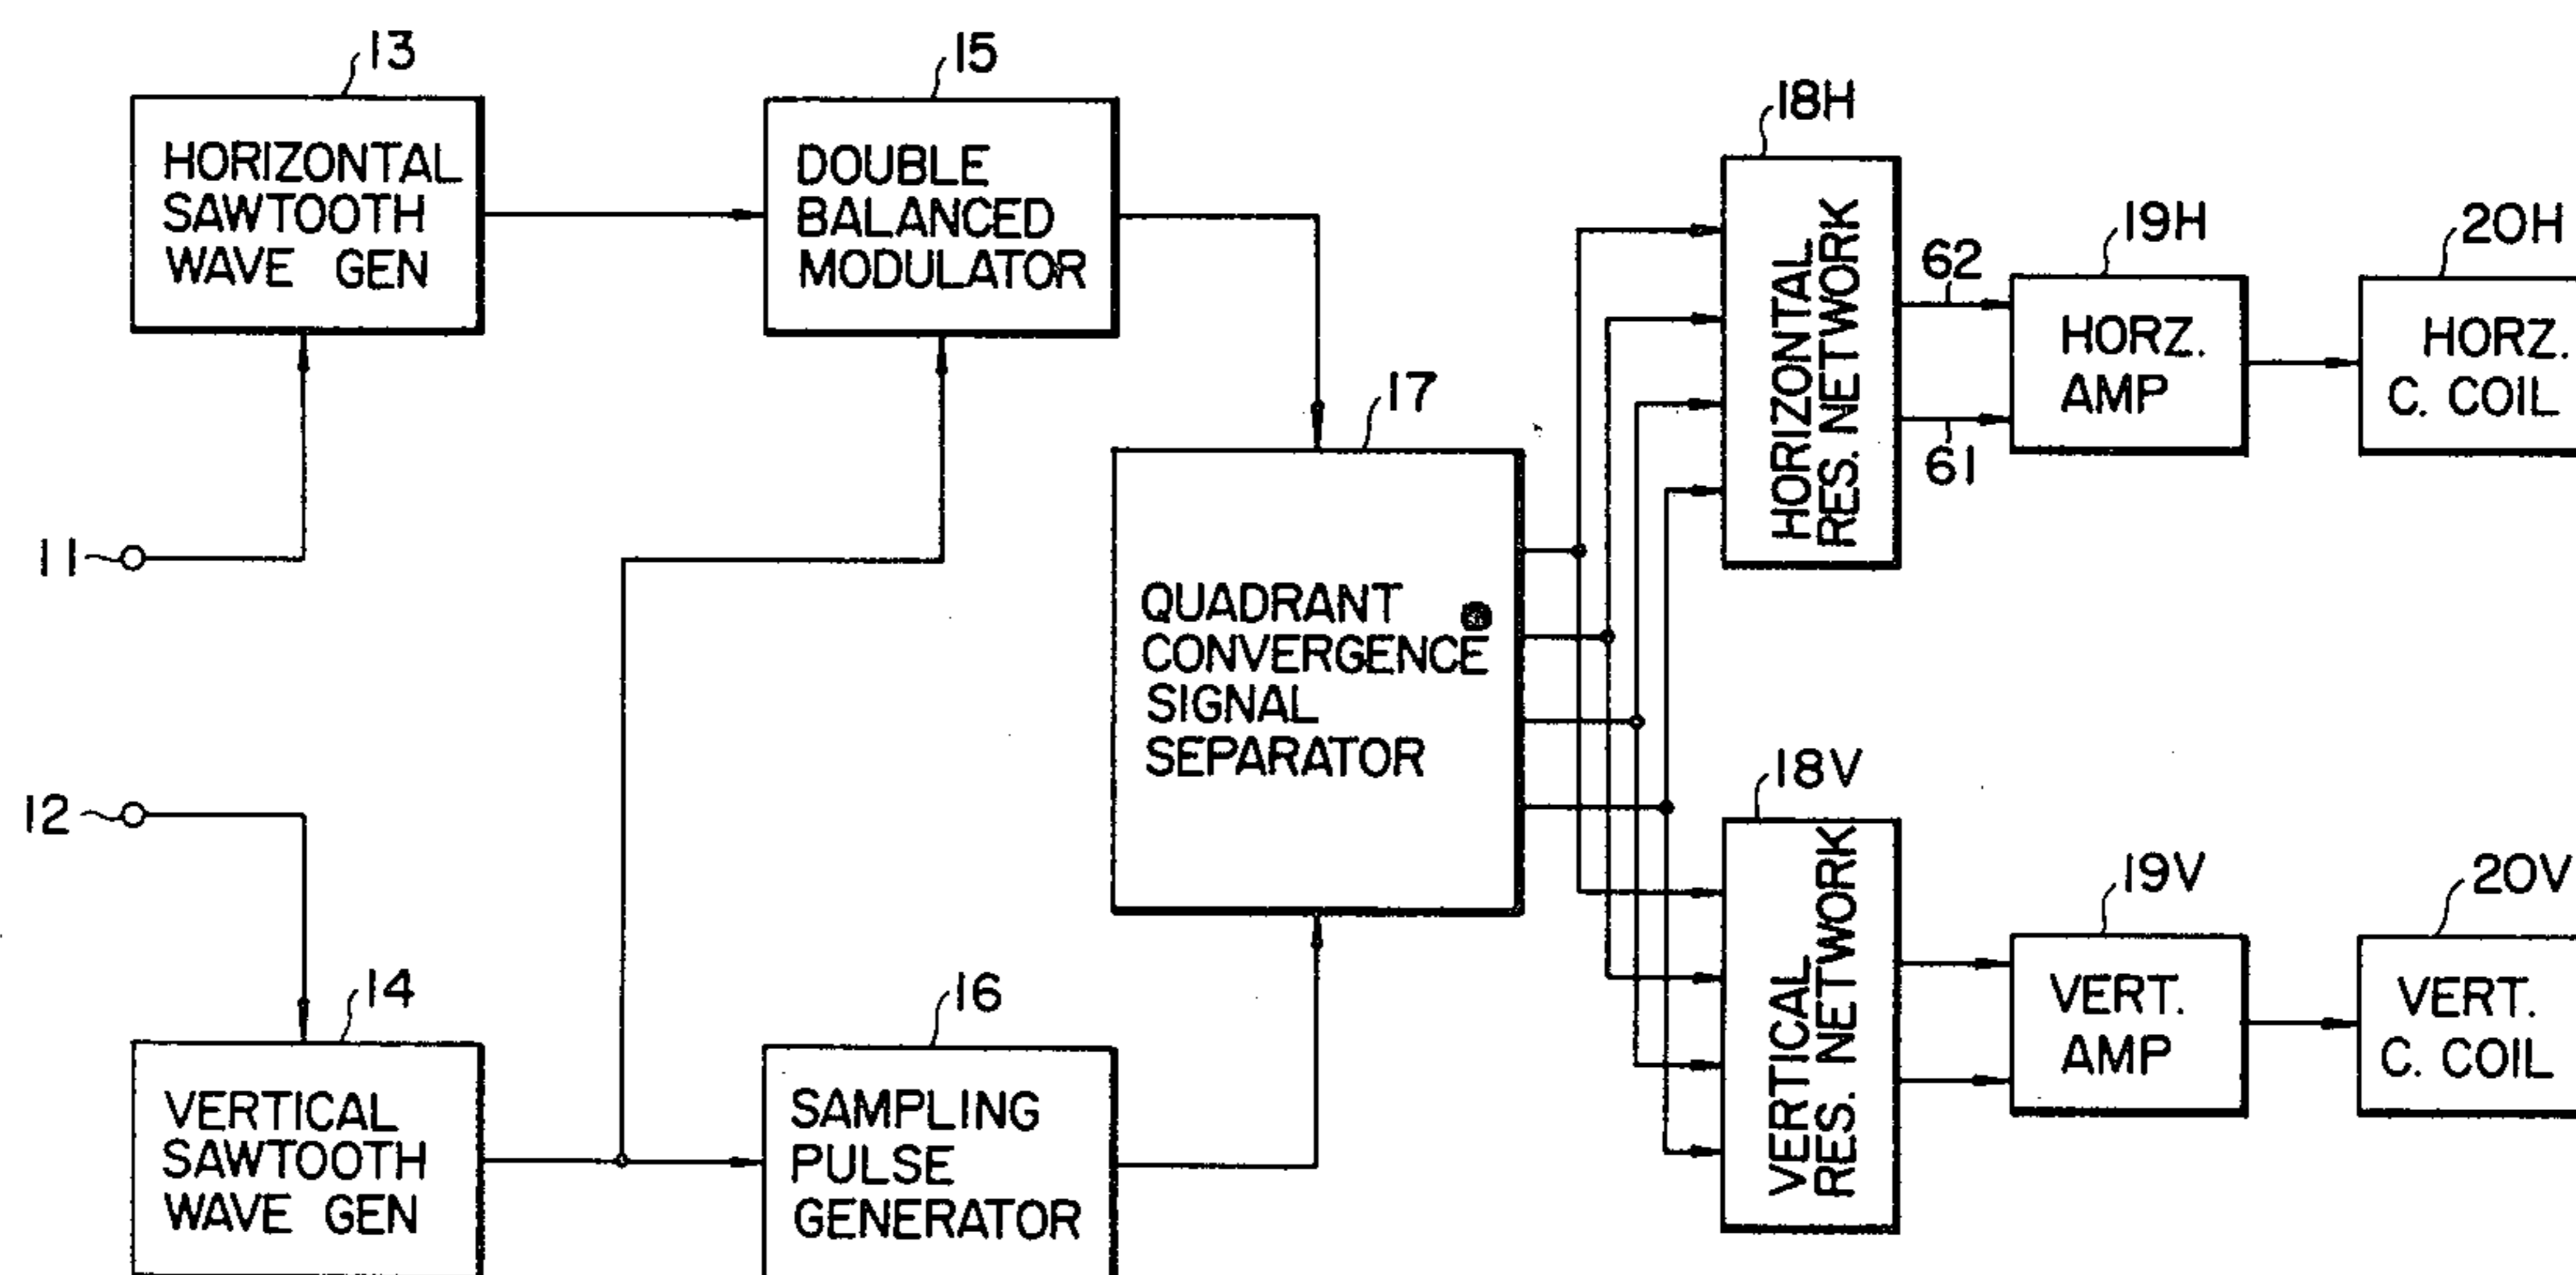 13
HORIZONTAL
SAWTOOTH
WAVE GEN
15
DOUBLE
BALANCED
MODULATOR
11
12
14
VERTICAL
SAWTOOTH
WAVE GEN
16
SAMPLING
PULSE
GENERATOR
17
QUADRANT
CONVERGENCE
SIGNAL
SEPARATOR
18H
HORIZONTAL
RES. NETWORK
62
61
19H
HORZ.
AMP
20H
HORZ.
C. COIL
18V
VERTICAL
RES. NETWORK
19V
VERT.
AMP
20V
VERT.
C. COIL